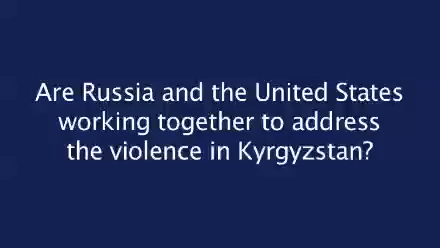 Are Russia and the United States
working together to address
the violence in Kyrgyzstan?